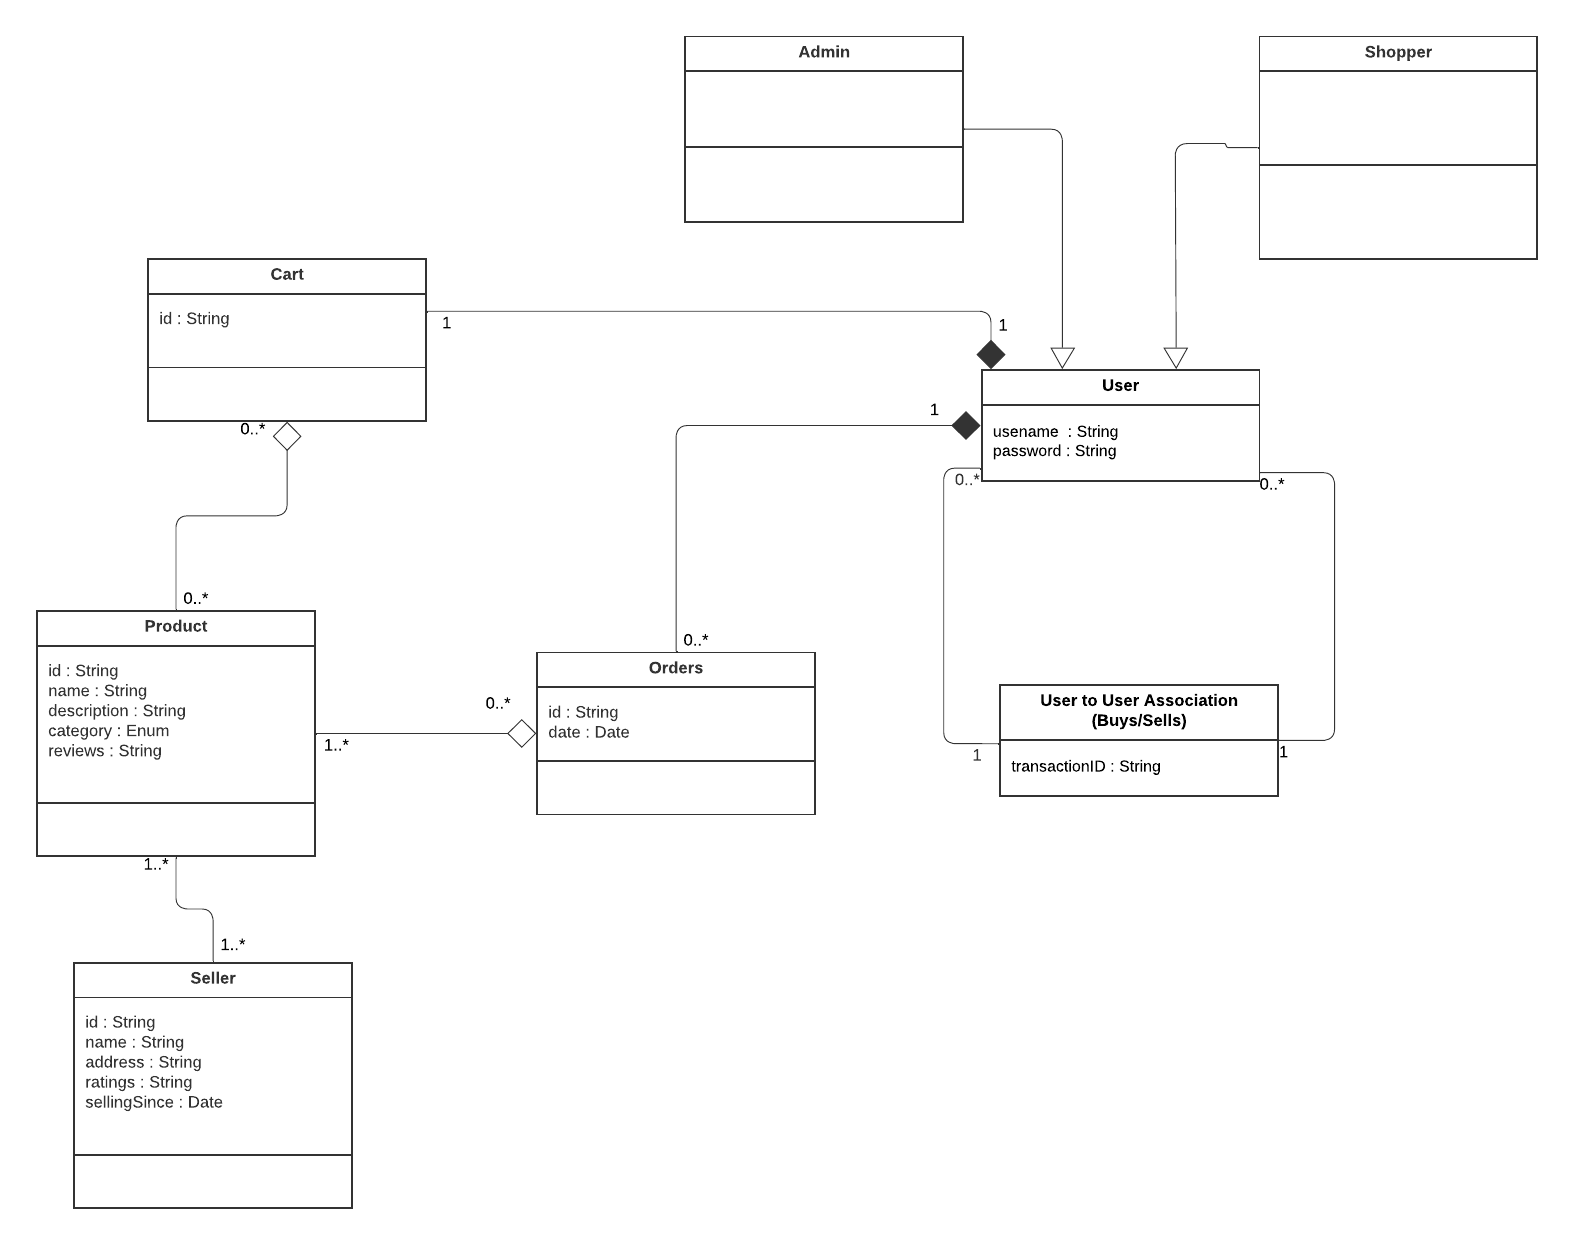 Admin
Shopper
Cart
id : String
1
1
0..*
User
usename  : String
password : String
1
0..*
0..*
0..*
Product
id : String
name : String
description : String
category : Enum
reviews : String
0..*
Orders
id : String
date : Date
0..*
1..*
User to User Association
(Buys/Sells)
transactionID : String
1
1
1..*
1..*
Seller
id : String
name : String
address : String
ratings : String
sellingSince : Date